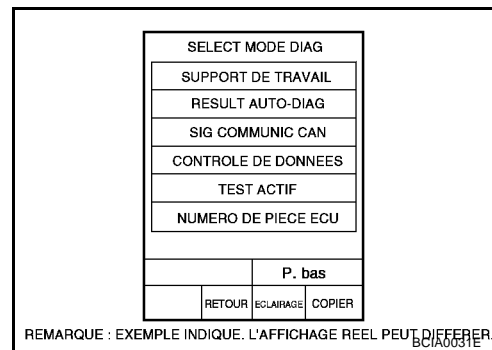 SELECT MODE DIAG
SUPPORT DE TRAVAIL
RESULT AUTO-DIAG
SIG COMMUNIC CAN
CONTROLE DE DONNEES
TEST ACTIF
NUMERO DE PIECE ECU
P. bas
RETOUR ECLAIRAGE COPIER
REMARQUE : EXEMPLE INDIQUE. L'AFFICHAGE REEL PEUT DIFFERER.
BCIA0031E